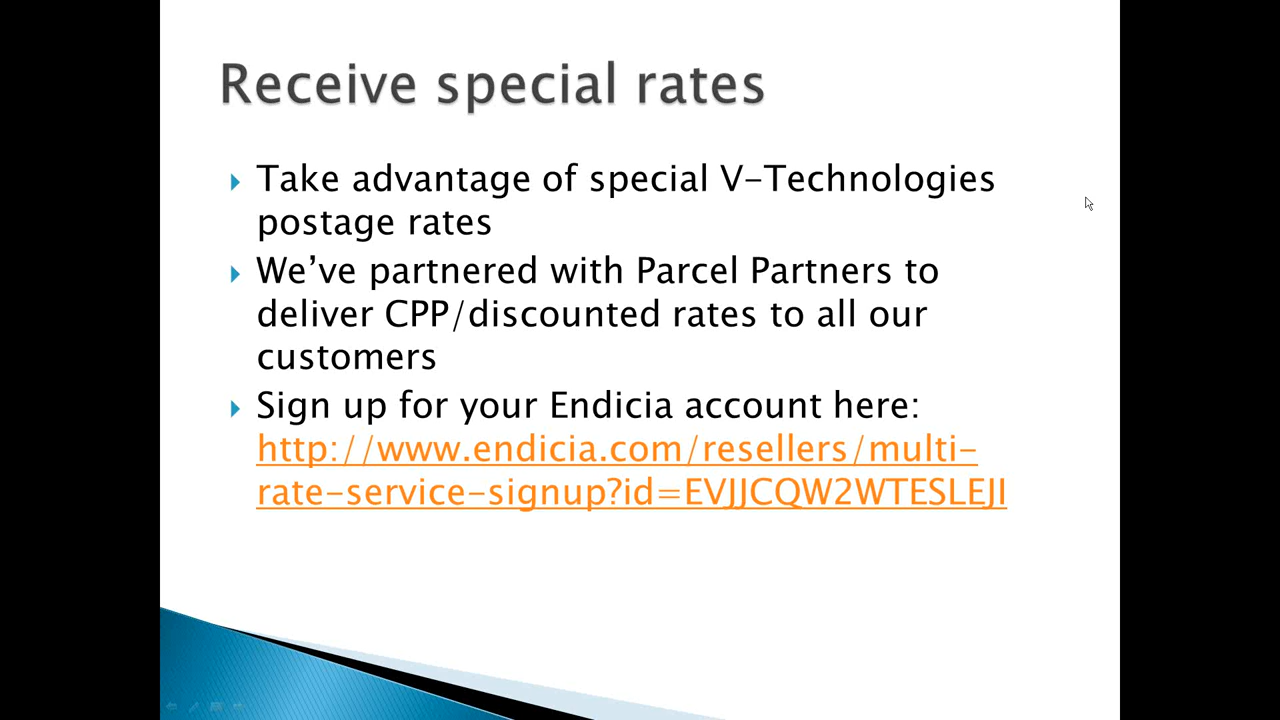 Receive special rates
Take advantage of special V-Technologies
postage rates
We've partnered with Parcel Partners to
deliver CPP/discounted rates to all our
customers
Sign up for your Endicia account here:
http://www.endicia.com/resellers/multi-
rate-service-signup?id=EVJJCQW2WTESLEJI